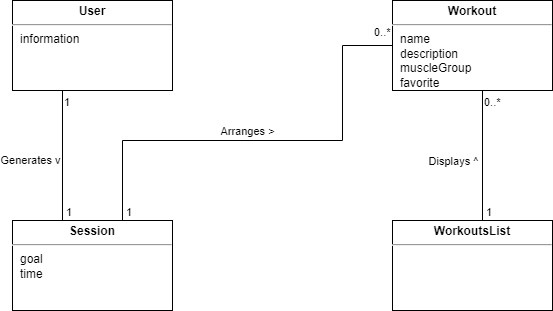 User
information
Workout
name
description
muscleGroup
favorite
0..*
1
0..*
Arranges >
Generates v
Displays ^
1
1
1
Session
goal
time
WorkoutsList